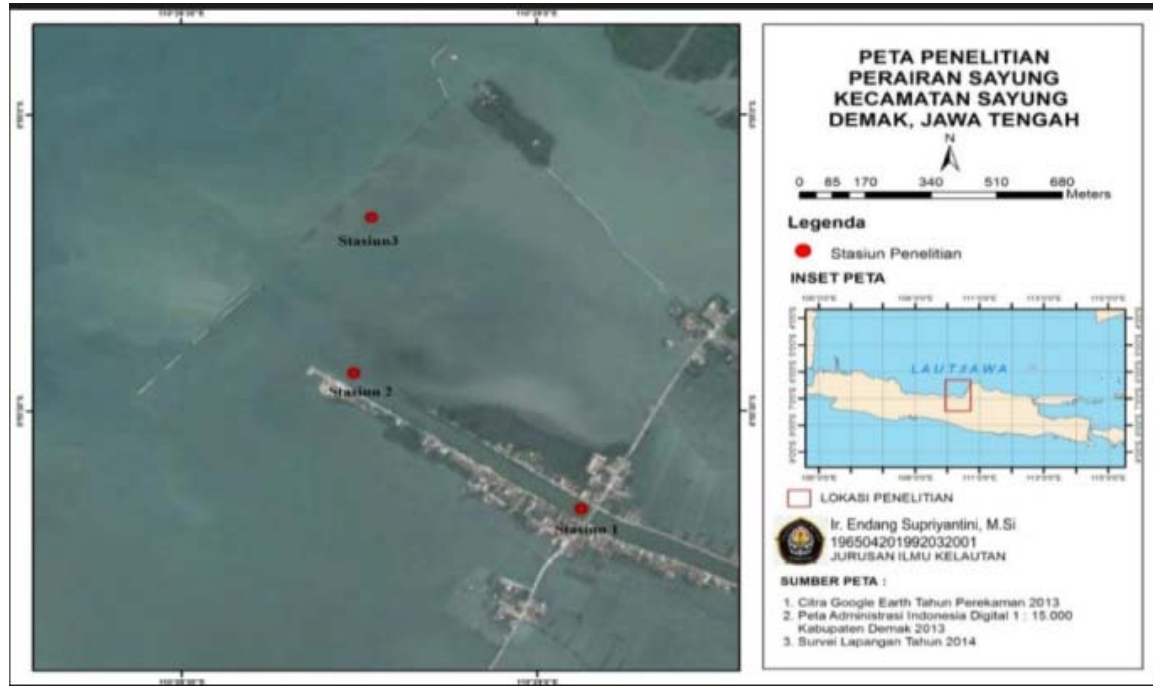 Stasiun3
Stasiun 2
Stasiun 1
PETA PENELITIAN
PERAIRAN SAYUNG
KECAMATAN SAYUNG
DEMAK, JAWA TENGAH
N
0 85 170 340 510 680
Meters
Legenda
Stasiun Penelitian
INSET PETA
LAUT JAWA
LOKASI PENELITIAN
Ir. Endang Supriyantini, M.Si
196504201992032001
JURUSAN ILMU KELAUTAN
SUMBER PETA :
1. Citra Google Earth Tahun Perekaman 2013
2. Peta Administrasi Indonesia Digital 1 : 15.000
Kabupaten Demak 2013
3. Survei Lapangan Tahun 2014